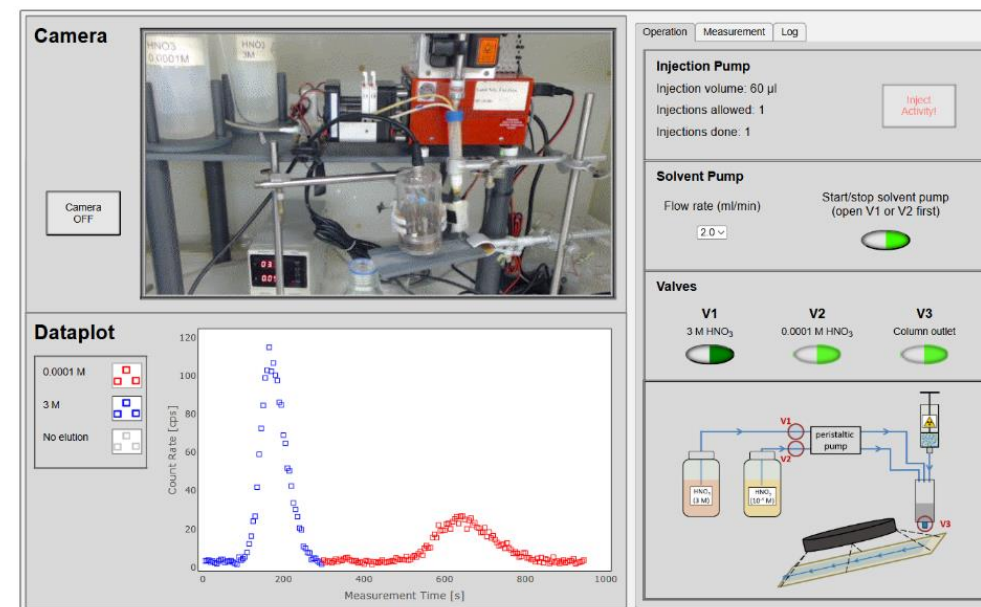 Camera
HNO3
0.0001M
HNO3
3M
Camera
OFF
Dataplot
0.0001 M
3 M
No elution
Count Rate [cps]
120
100
80
60
40
20
0
0 200 400 600 800 1000
Measurement Time [s]
Operation Measurement Log
Injection Pump
Injection volume: 60 µl
Injections allowed: 1
Injections done: 1
Inject
Activity!
Solvent Pump
Flow rate (ml/min)
2.0
Start/stop solvent pump
(open V1 or V2 first)
Valves
V1 V2 V3
3 M HNO₃ 0.0001 M HNO₃ Column outlet
V1
V2
peristaltic
pump
HNO₃
(3 M)
HNO₃
(10⁻⁴ M)
V3